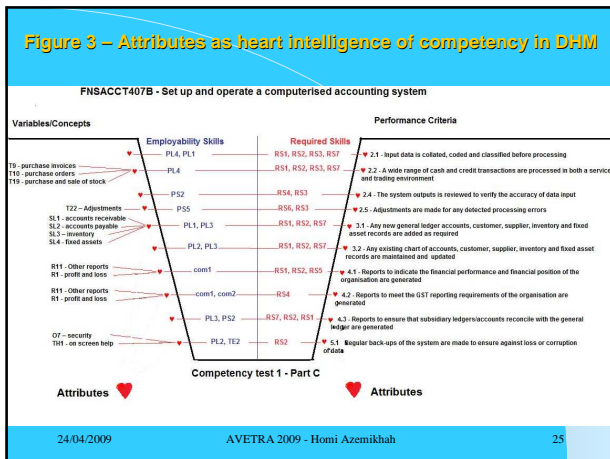 Figure 3 – Attributes as heart intelligence of competency in DHM
FNSACCT407B - Set up and operate a computerised accounting system
Variables/Concepts
Performance Criteria
Employability Skills
Required Skills
PL4, PL1
RS1, RS2, RS3, RS7
2.1 - Input data is collated, coded and classified before processing
T9 - purchase invoices
T10 - purchase orders
T19 - purchase and sale of stock
PL4
RS1, RS2, RS3, RS7
2.2 - A wide range of cash and credit transactions are processed in both a service
and trading environment
PS2
RS4, RS3
2.4 - The system outputs is reviewed to verify the accuracy of data input
T22 – Adjustments
PS5
RS6, RS3
2.5 - Adjustments are made for any detected processing errors
SL1 - accounts receivable
SL2 – accounts payable
SL3 – inventory
SL4 – fixed assets
PL1, PL3
RS1, RS2, RS7
3.1 - Any new general ledger accounts, customer, supplier, inventory and fixed
asset records are added as required
PL2, PL3
RS1, RS2, RS7
3.2 - Any existing chart of accounts, customer, supplier, inventory and fixed asset
records are maintained and updated
R11 – Other reports
R1 - profit and loss
com1
RS1, RS2, RS5
4.1 - Reports to indicate the financial performance and financial position of the
organisation are generated
R11 – Other reports
R1 - profit and loss
com1, com2
RS4
4.2 - Reports to meet the GST reporting requirements of the organisation are
generated
PL3, PS2
RS7, RS2, RS1
4.3 - Reports to ensure that subsidiary ledgers/accounts reconcile with the general
ledger are generated
O7 – security
TH1 - on screen help
PL2, TE2
RS2
5.1 Regular back-ups of the system are made to ensure against loss or corruption
of data
Competency test 1 - Part C
Attributes
Attributes
24/04/2009
AVETRA 2009 - Homi Azemikhah
25